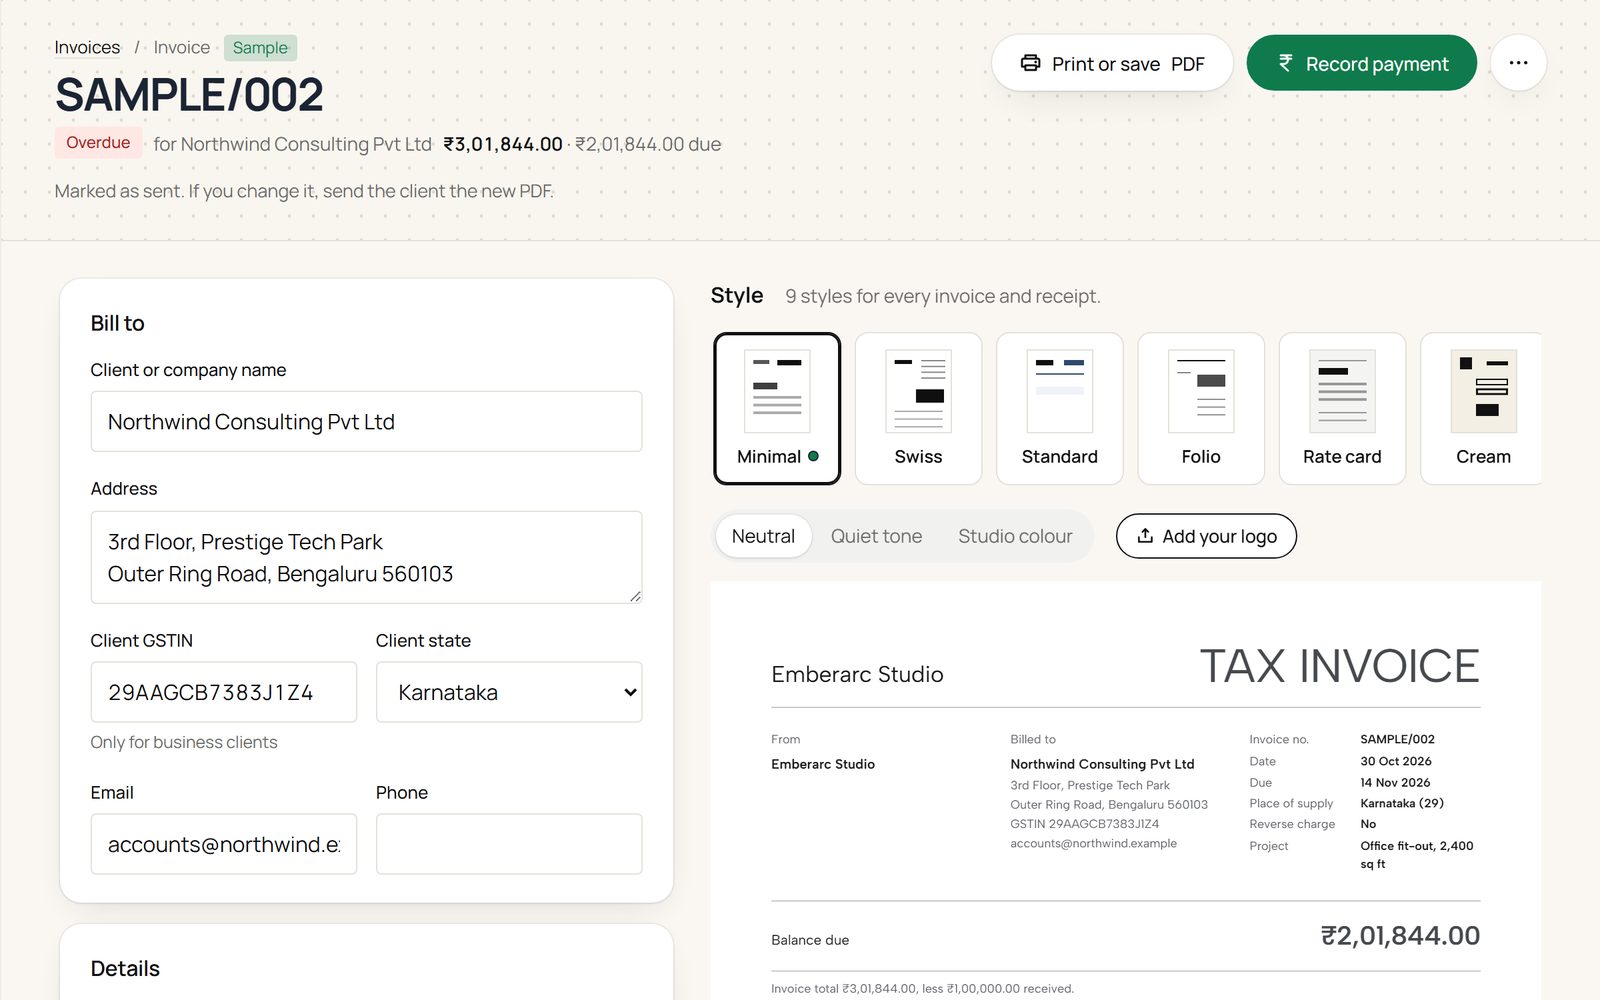 Invoices / Invoice Sample
Print or save PDF
₹ Record payment
SAMPLE/002
Overdue for Northwind Consulting Pvt Ltd ₹3,01,844.00 · ₹2,01,844.00 due
Marked as sent. If you change it, send the client the new PDF.
Bill to
Client or company name
Northwind Consulting Pvt Ltd
Address
3rd Floor, Prestige Tech Park
Outer Ring Road, Bengaluru 560103
Client GSTIN
Client state
29AAGCB7383J1Z4
Karnataka
Only for business clients
Email
Phone
accounts@northwind.e
Details
Style 9 styles for every invoice and receipt.
Minimal
Swiss
Standard
Folio
Rate card
Cream
Neutral
Quiet tone
Studio colour
Add your logo
Emberarc Studio
TAX INVOICE
From
Emberarc Studio
Billed to
Northwind Consulting Pvt Ltd
3rd Floor, Prestige Tech Park
Outer Ring Road, Bengaluru 560103
GSTIN 29AAGCB7383J1Z4
accounts@northwind.example
Invoice no. SAMPLE/002
Date 30 Oct 2026
Due 14 Nov 2026
Place of supply Karnataka (29)
Reverse charge No
Project Office fit-out, 2,400
sq ft
Balance due ₹2,01,844.00
Invoice total ₹3,01,844.00, less ₹1,00,000.00 received.